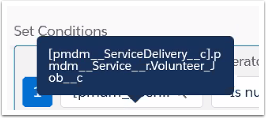 Set Conditions
[pmdm__ServiceDelivery__c].p
mdm__Service__r.Volunteer_J
ob__c
1